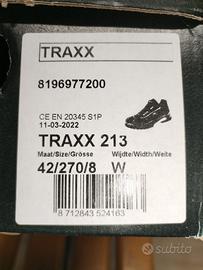 TRAXX
8196977200
CE EN 20345 S1P
11-03-2022
TRAXX 213
Maat/Size/Grösse Wijdte/Width/Weite
42/270/8 W
8 712843 524163
subito